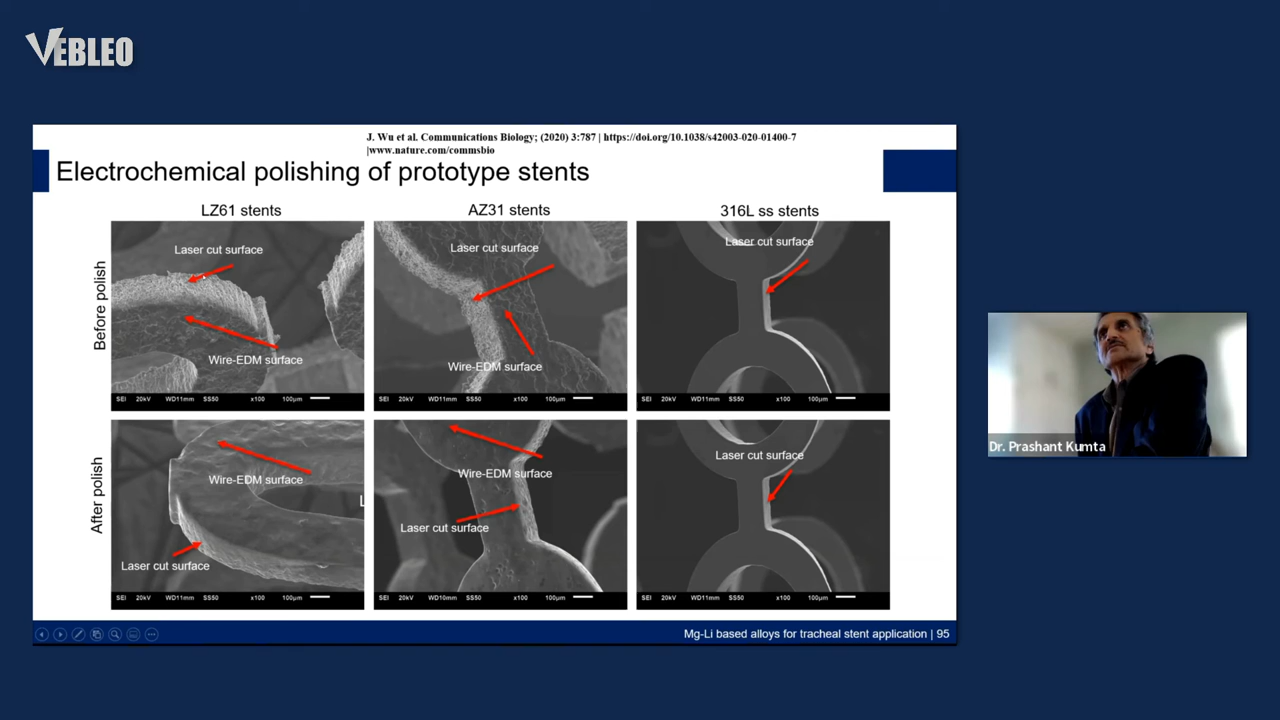 VEBLEO
J. Wu et al. Communications Biology; (2020) 3:787 | https://doi.org/10.1038/s42003-020-01400-7
|www.nature.com/commsbio
Electrochemical polishing of prototype stents
LZ61 stents
AZ31 stents
316L ss stents
Before polish
Laser cut surface
Wire-EDM surface
SEI 20kV WD11mm SS50 x100 100μm
Laser cut surface
Wire-EDM surface
SEI 20kV WD11mm SS50 x100 100μm
Laser cut surface
SEI 20kV WD11mm SS50 x100 100μm
After polish
Wire-EDM surface
L
Laser cut surface
SEI 20kV WD11mm SS50 x100 100μm
Wire-EDM surface
Laser cut surface
SEI 20kV WD10mm SS50 x100 100μm
Laser cut surface
SEI 20kV WD11mm SS50 x100 100μm
Mg-Li based alloys for tracheal stent application | 95
Dr. Prashant Kumta